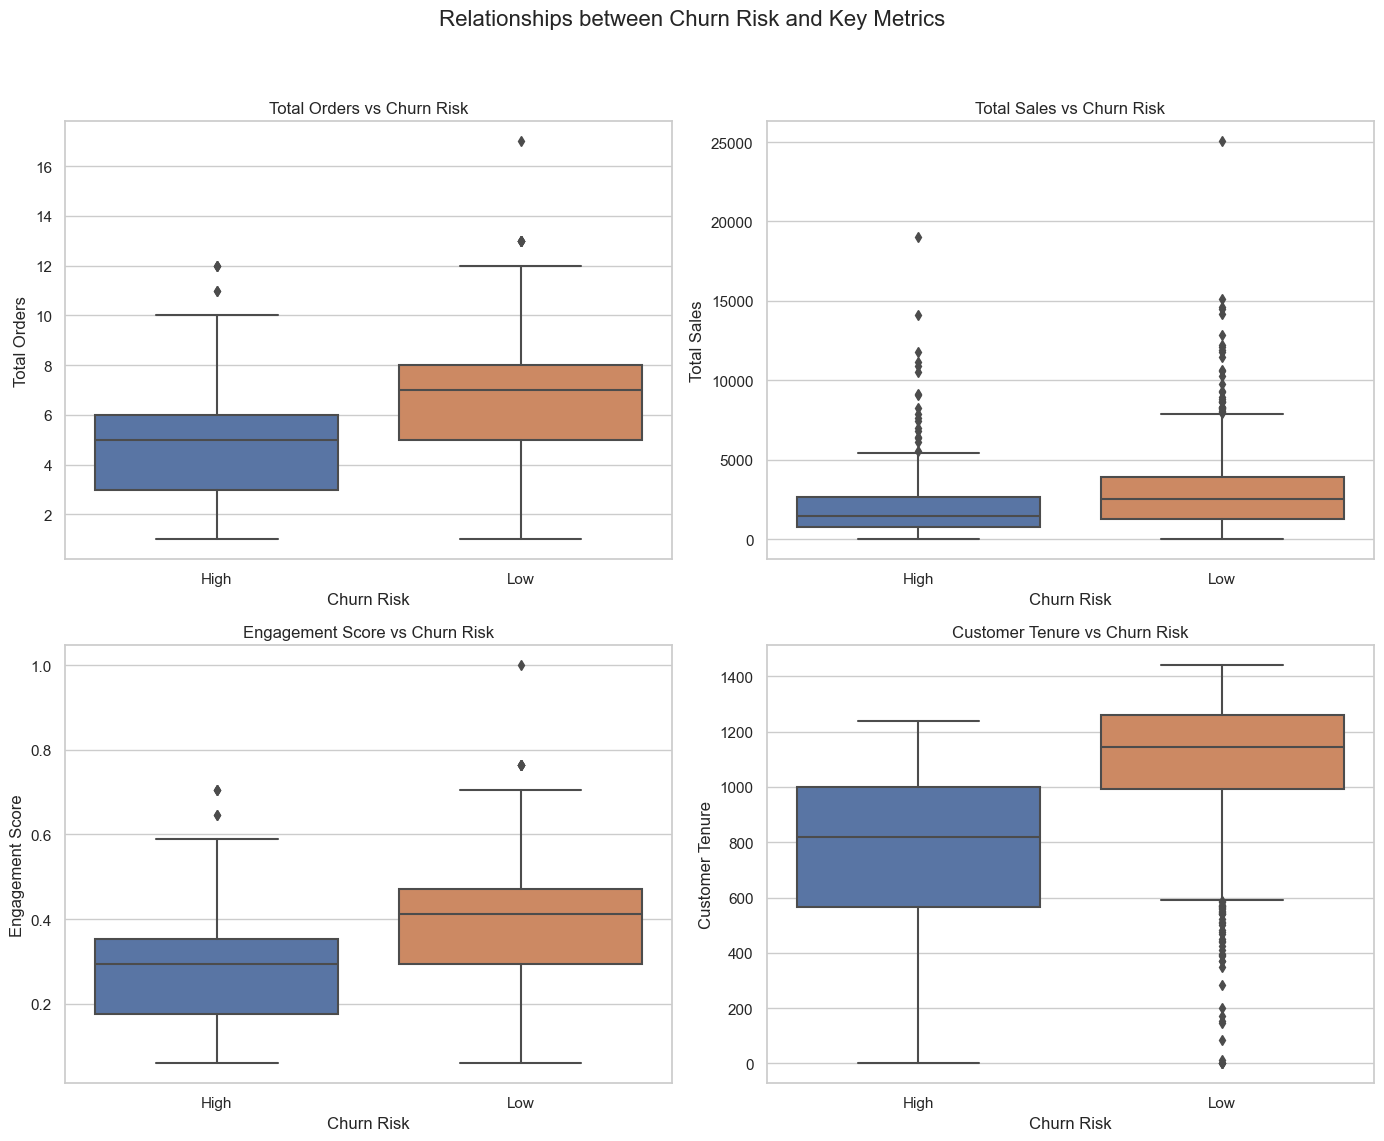 Relationships between Churn Risk and Key Metrics
Total Orders vs Churn Risk
Total Orders
16
14
12
10
8
6
4
2
High
Low
Churn Risk
Total Sales vs Churn Risk
Total Sales
25000
20000
15000
10000
5000
0
High
Low
Churn Risk
Engagement Score vs Churn Risk
Engagement Score
1.0
0.8
0.6
0.4
0.2
High
Low
Churn Risk
Customer Tenure vs Churn Risk
Customer Tenure
1400
1200
1000
800
600
400
200
0
High
Low
Churn Risk